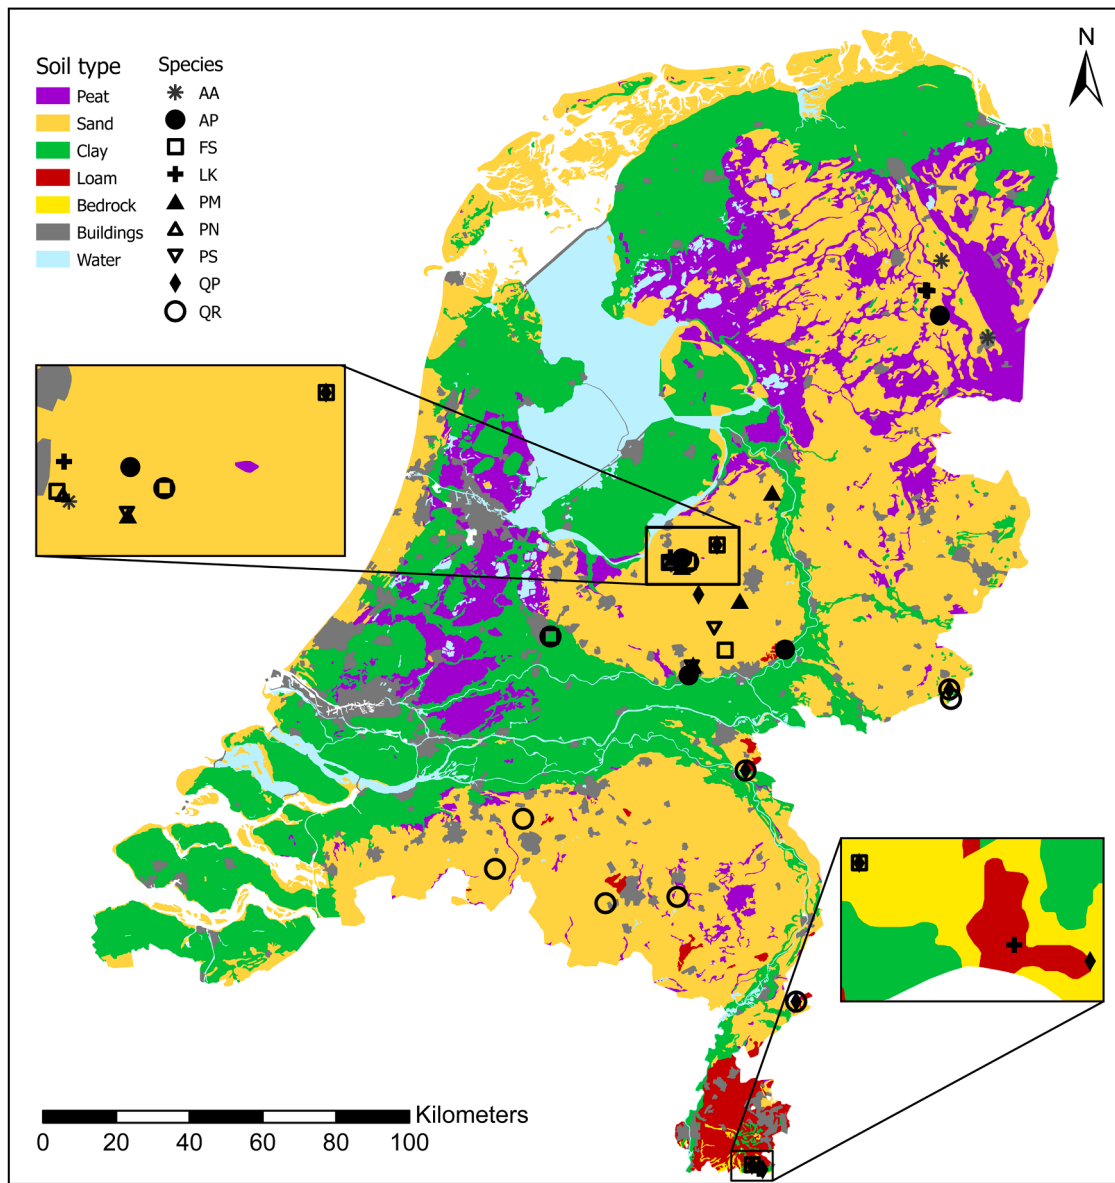 N
Soil type
Peat
Sand
Clay
Loam
Bedrock
Buildings
Water
Species
AA
AP
FS
LK
PM
PN
PS
QP
QR
Kilometers
0 20 40 60 80 100